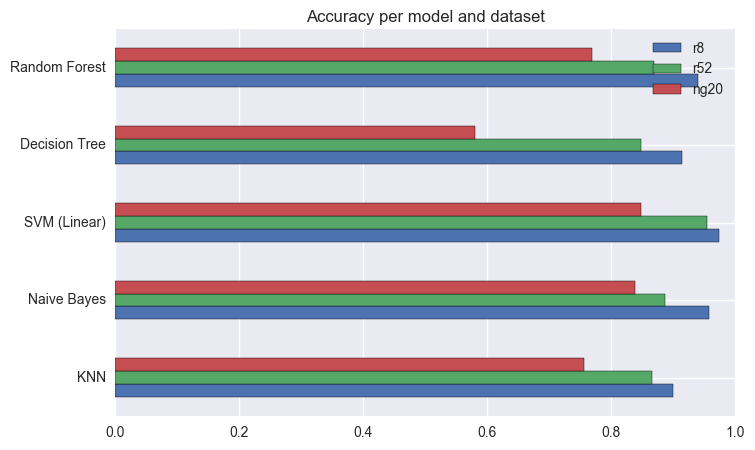 Accuracy per model and dataset
Random Forest
Decision Tree
SVM (Linear)
Naive Bayes
KNN
r8
r52
ng20
0.0 0.2 0.4 0.6 0.8 1.0